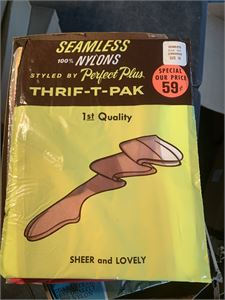 SEAMLESS
100% NYLONS
STYLED BY Perfect Plus
THRIF-T-PAK
SPECIAL
OUR PRICE
59¢
1st Quality
SHEER and LOVELY